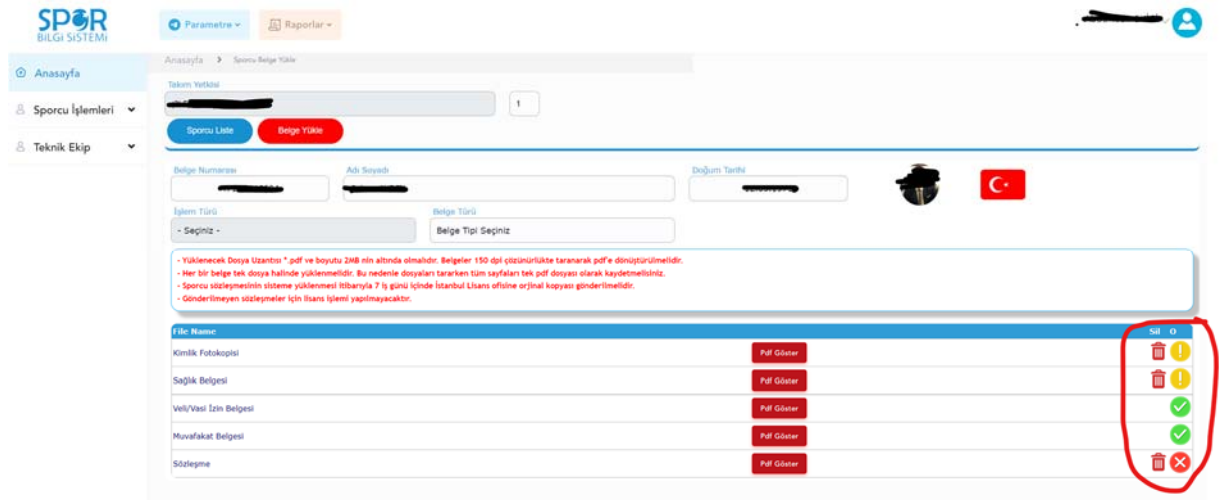 SPOR
BİLGİ SİSTEMİ
Parametre
Raporlar
Anasayfa
Sporcu İşlemleri
Teknik Ekip
Anasayfa > Sporcu Belge Yükle
Takım Yetkisi
1
Sporcu Liste
Belge Yükle
Belge Numarası
Adı Soyadı
Doğum Tarihi
İşlem Türü
Belge Türü
- Seçiniz -
Belge Tipi Seçiniz
- Yüklenecek Dosya Uzantısı *.pdf ve boyutu 2MB nin altında olmalıdır. Belgeler 150 dpi çözünürlükte taranarak pdf'e dönüştürülmelidir.
- Her bir belge tek dosya halinde yüklenmelidir. Bu nedenle dosyaları tararken tüm sayfaları tek pdf dosyası olarak kaydetmelisiniz.
- Sporcu sözleşmesinin sisteme yüklenmesi itibarıyla 7 iş günü içinde İstanbul Lisans ofisine orjinal kopyası gönderilmelidir.
- Gönderilmeyen sözleşmeler için lisans işlemi yapılmayacaktır.
File Name
Sil O
Kimlik Fotokopisi
Pdf Göster
Sağlık Belgesi
Pdf Göster
Veli/Vasi İzin Belgesi
Pdf Göster
Muvafakat Belgesi
Pdf Göster
Sözleşme
Pdf Göster